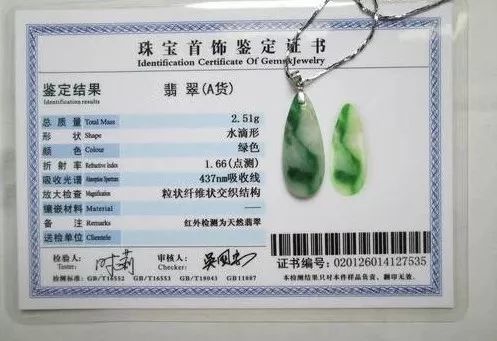 珠宝首饰鉴定证书
Identification Certificate Of Gems&Jewelry
鉴定结果 翡翠(A货)
Identification results
总质量 Total Mass 2.51g
形状 Shape 水滴形
颜色 Colour 绿色
折射率 Refractive index 1.66(点测)
吸收光谱 Absorption Spectrum 437nm吸收线
放大检查 Magnification 粒状纤维状交织结构
镶嵌材料 Material —
备注 Remarks 红外检测为天然翡翠
送检单位 Clientele
检验人 审核人:
Tester: Checker:
检测标准: GB/T16552 GB/T16553 GB/T18043 GB11887
证书编号: 020126014127535
本检测结果只对本件样品负责、翻印无效。